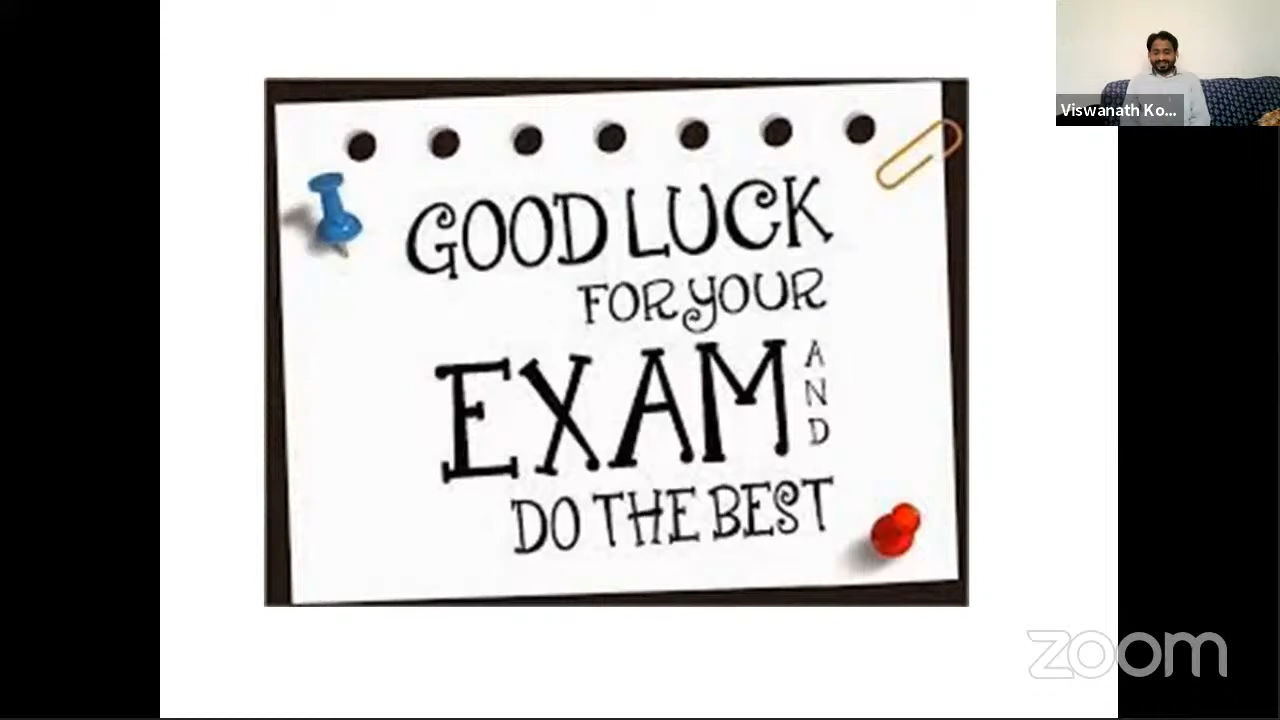 Viswanath Ko...
GOOD LUCK
FOR YOUR
EXAM AND
DO THE BEST
zoom